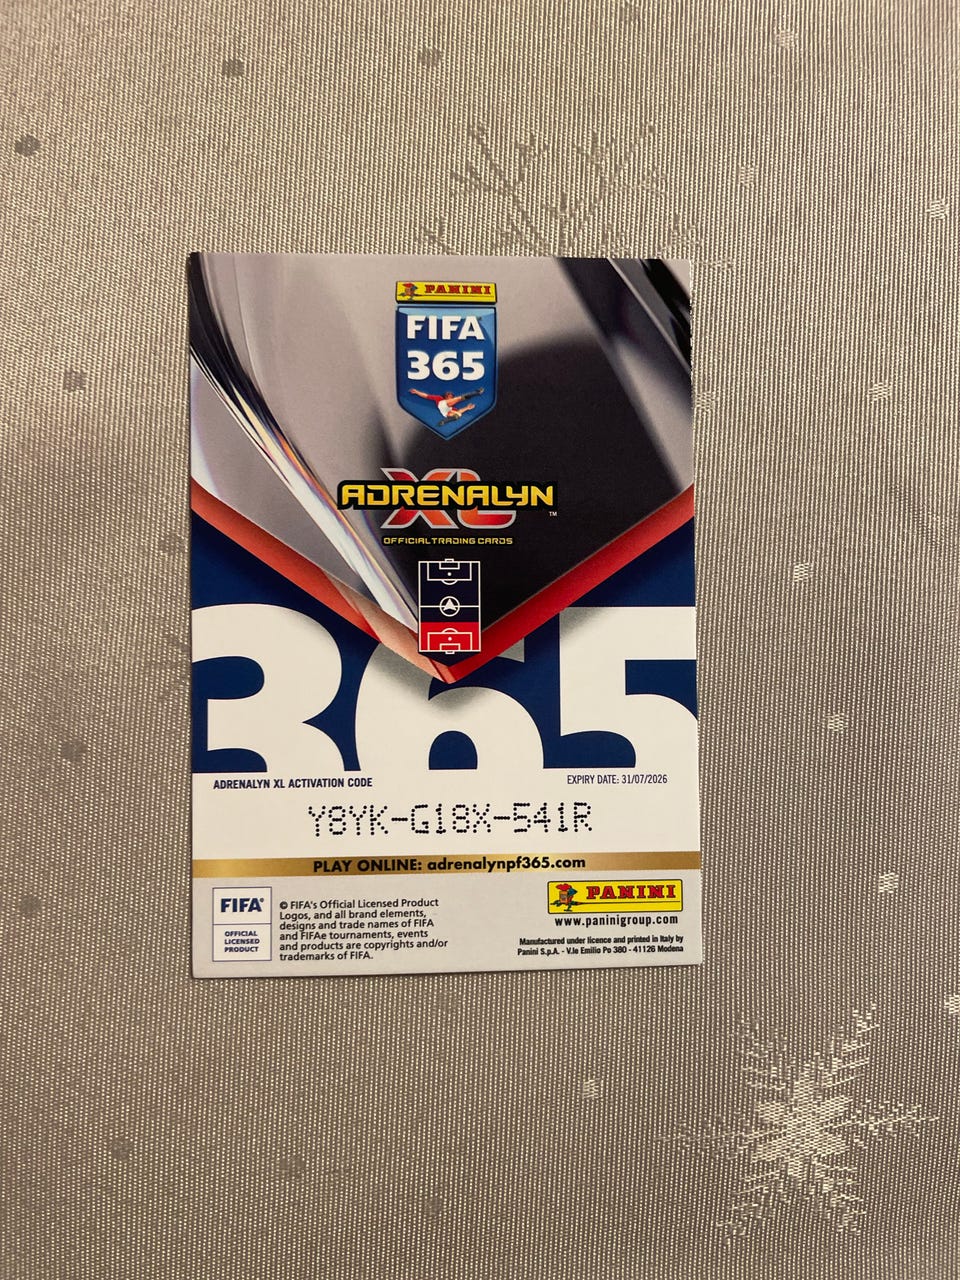 PANINI
FIFA
365
ADRENALYN
XL
™
OFFICIAL TRADING CARDS
365
ADRENALYN XL ACTIVATION CODE
EXPIRY DATE: 31/07/2026
Y8YK-G18X-541R
PLAY ONLINE: adrenalynpf365.com
FIFA®
OFFICIAL
LICENSED
PRODUCT
© FIFA's Official Licensed Product
Logos, and all brand elements,
designs and trade names of FIFA
and FIFAe tournaments, events
and products are copyrights and/or
trademarks of FIFA.
PANINI
www.paninigroup.com
Manufactured under licence and printed in Italy by
Panini S.p.A. - V.le Emilio Po 380 - 41126 Modena